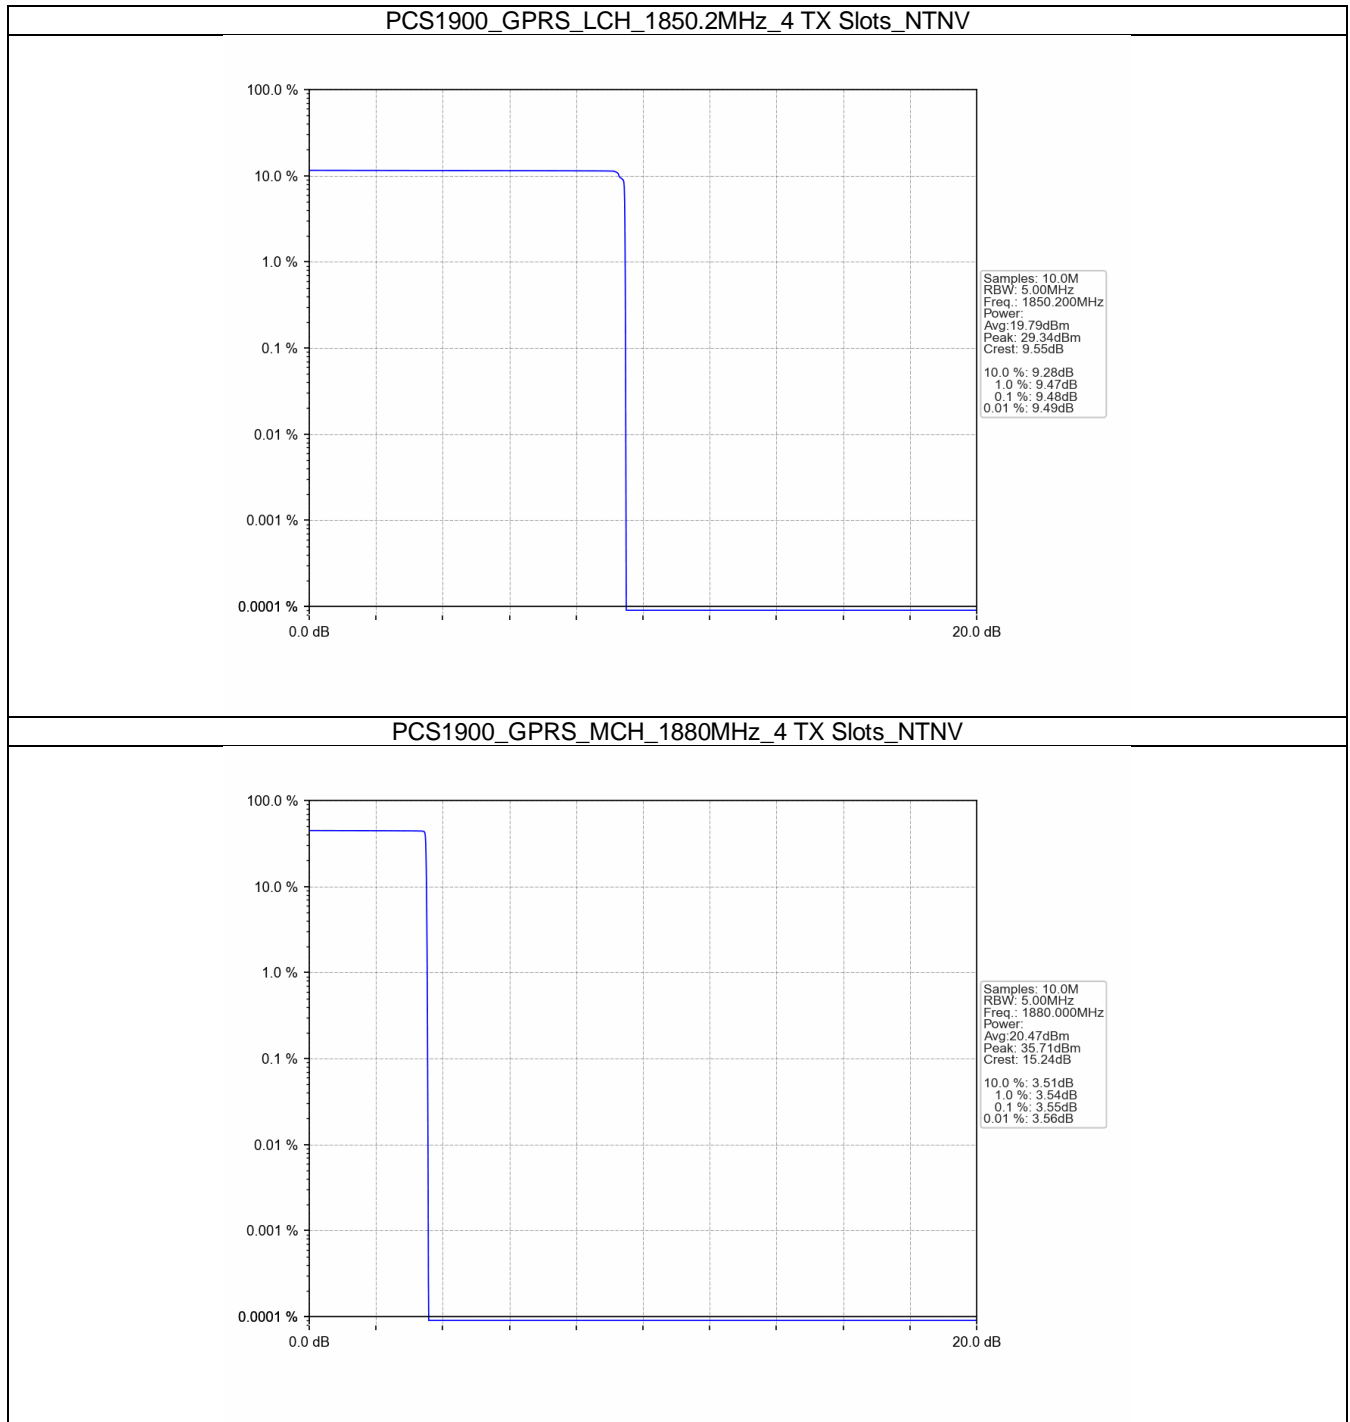 PCS1900_GPRS_LCH_1850.2MHz_4 TX Slots_NTNV
100.0 %
10.0 %
1.0 %
0.1 %
0.01 %
0.001 %
0.0001 %
0.0 dB
20.0 dB
Samples: 10.0M
RBW: 5.00MHz
Freq.: 1850.200MHz
Power:
Avg:19.79dBm
Peak: 29.34dBm
Crest: 9.55dB
10.0 %: 9.28dB
1.0 %: 9.47dB
0.1 %: 9.48dB
0.01 %: 9.49dB
PCS1900_GPRS_MCH_1880MHz_4 TX Slots_NTNV
100.0 %
10.0 %
1.0 %
0.1 %
0.01 %
0.001 %
0.0001 %
0.0 dB
20.0 dB
Samples: 10.0M
RBW: 5.00MHz
Freq.: 1880.000MHz
Power:
Avg:20.47dBm
Peak: 35.71dBm
Crest: 15.24dB
10.0 %: 3.51dB
1.0 %: 3.54dB
0.1 %: 3.55dB
0.01 %: 3.56dB